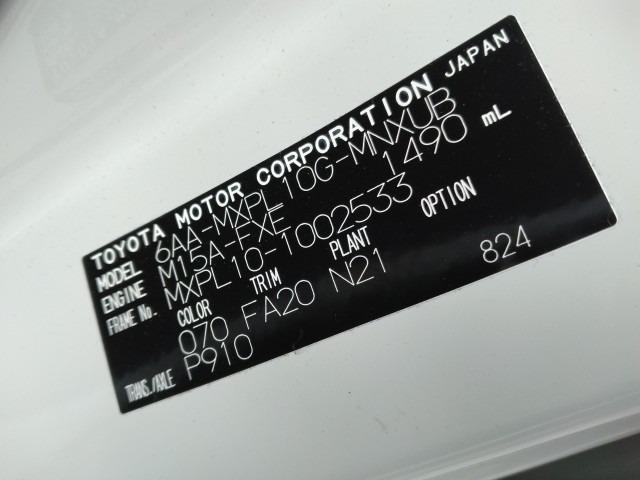 TOYOTA MOTOR CORPORATION JAPAN
MODEL 6AA-MXPL10G-MNXUB
ENGINE M15A-FXE 1490 mL
FRAME No. MXPL10-1002533
COLOR TRIM PLANT OPTION
070 FA20 N21 824
TRANS./AXLE P910